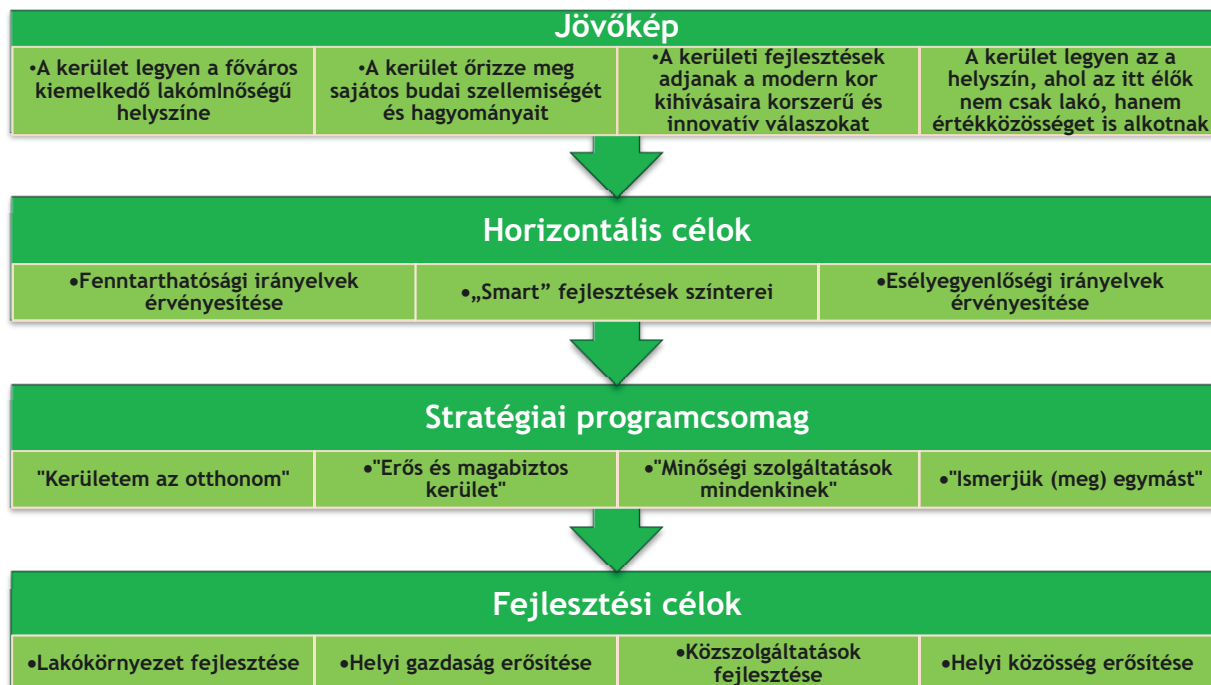 Jövőkép
•A kerület legyen a főváros
kiemelkedő lakómInőségű
helyszíne
•A kerület őrizze meg
sajátos budai szellemiségét
és hagyományait
•A kerületi fejlesztések
adjanak a modern kor
kihívásaira korszerű és
innovatív válaszokat
A kerület legyen az a
helyszín, ahol az itt élők
nem csak lakó, hanem
értékközösséget is alkotnak
Horizontális célok
•Fenntarthatósági irányelvek
érvényesítése
•„Smart” fejlesztések színterei
•Esélyegyenlőségi irányelvek
érvényesítése
Stratégiai programcsomag
"Kerületem az otthonom"
•"Erős és magabiztos
kerület"
•"Minőségi szolgáltatások
mindenkinek"
•"Ismerjük (meg) egymást"
Fejlesztési célok
•Lakókörnyezet fejlesztése
•Helyi gazdaság erősítése
•Közszolgáltatások
fejlesztése
•Helyi közösség erősítése